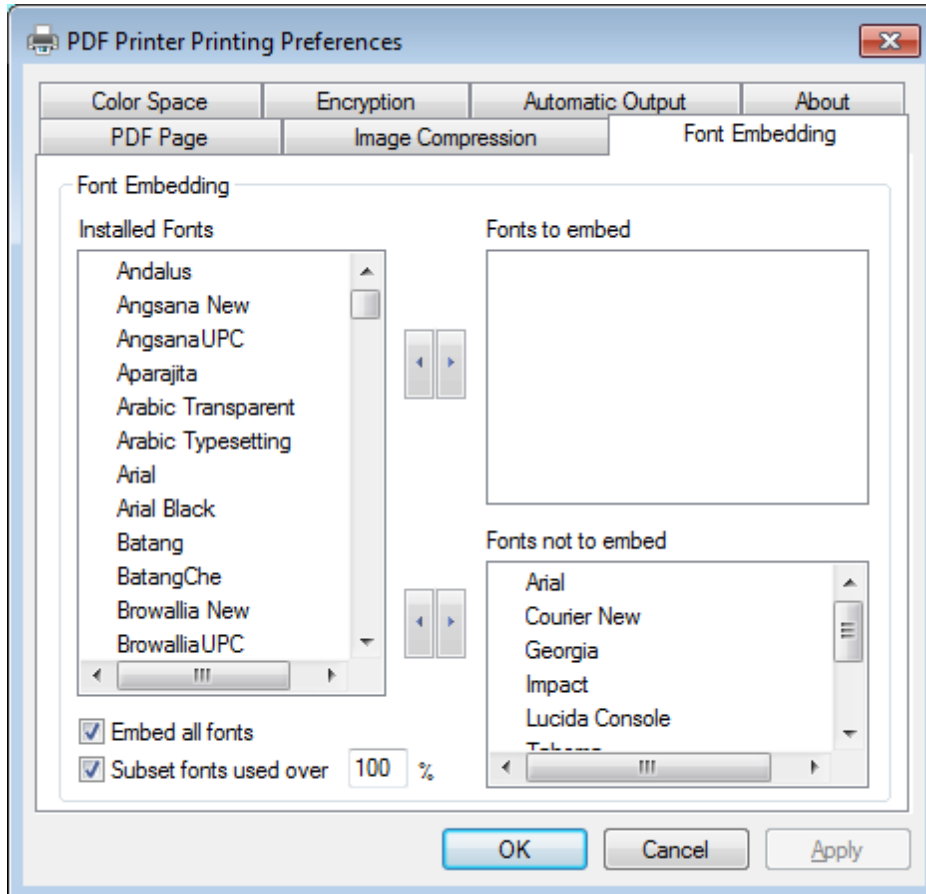 PDF Printer Printing Preferences
Color Space Encryption Automatic Output About
PDF Page Image Compression Font Embedding
Font Embedding
Installed Fonts
Andalus
Angsana New
AngsanaUPC
Aparajita
Arabic Transparent
Arabic Typesetting
Arial
Arial Black
Batang
BatangChe
Browallia New
BrowalliaUPC
Embed all fonts
Subset fonts used over 100 %
Fonts to embed
Fonts not to embed
Arial
Courier New
Georgia
Impact
Lucida Console
OK Cancel Apply